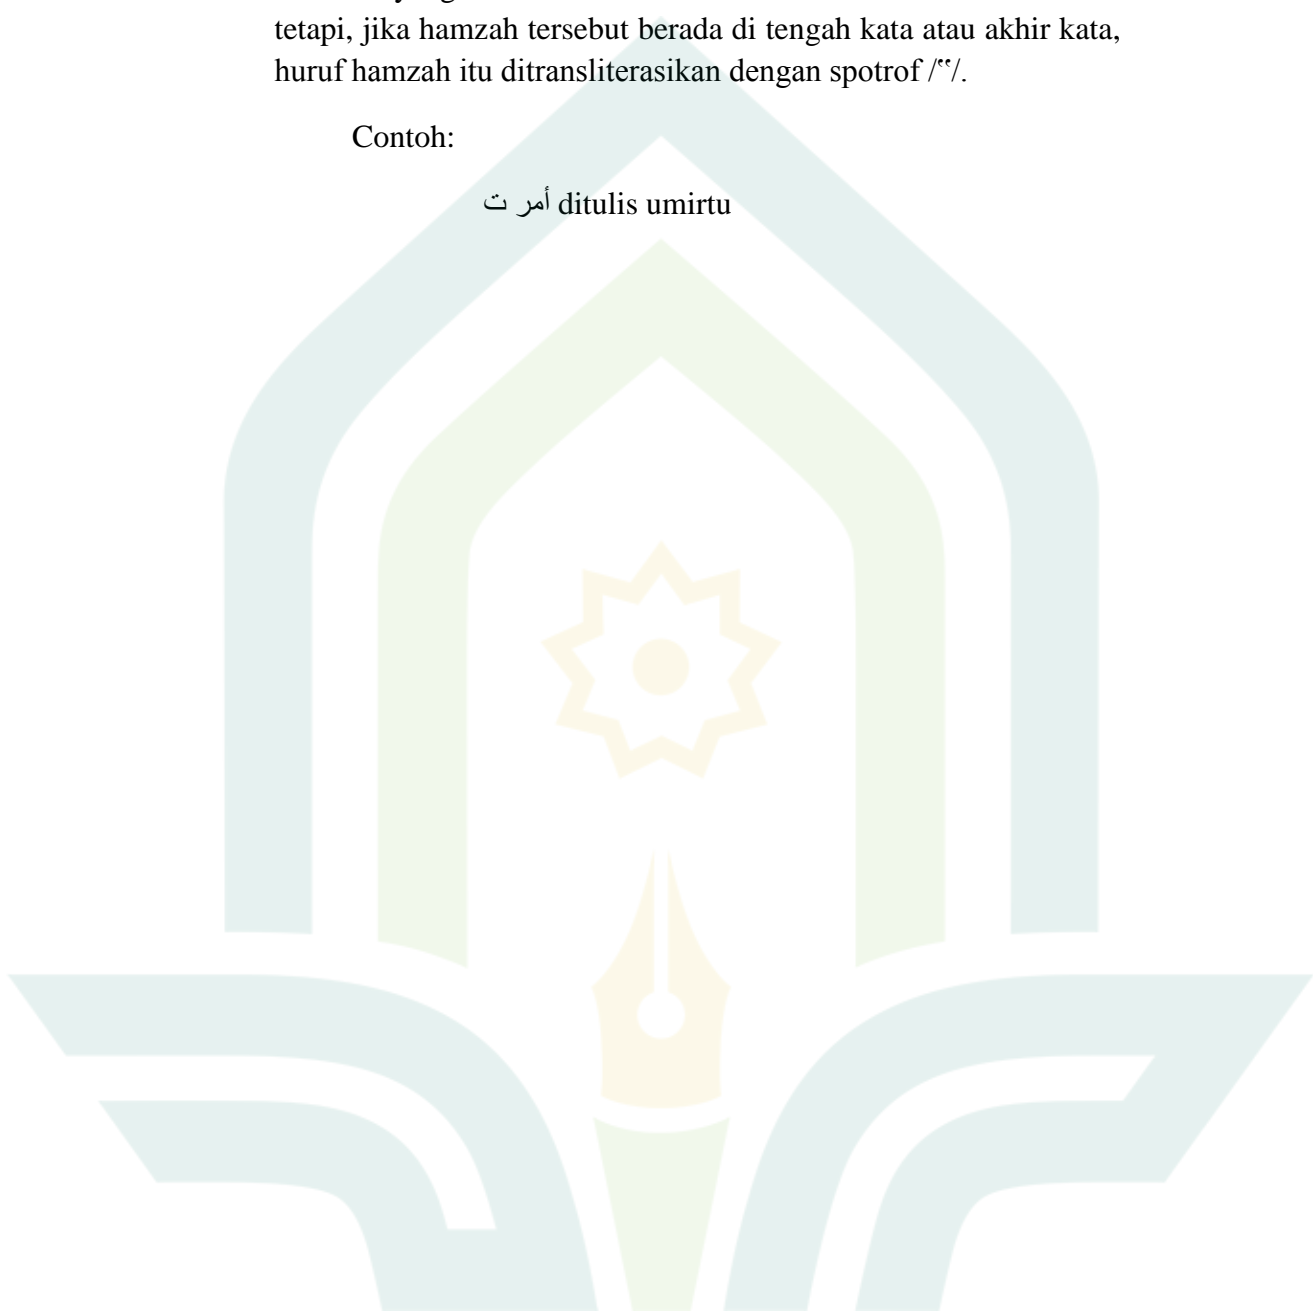 tetapi, jika hamzah tersebut berada di tengah kata atau akhir kata,
huruf hamzah itu ditransliterasikan dengan spotrof /‟/.
Contoh:
أمر ت ditulis umirtu